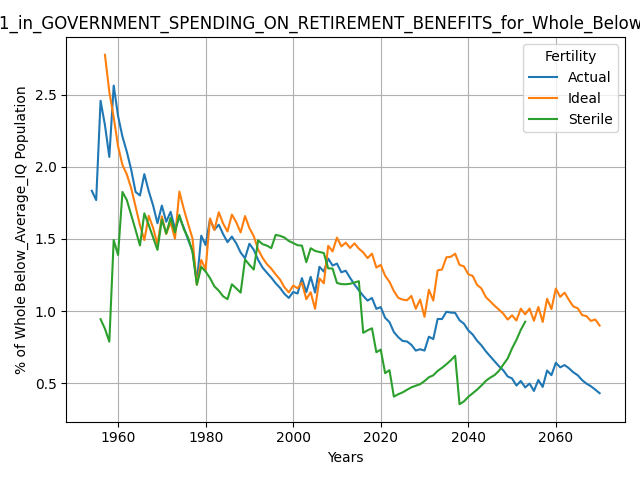 1_in_GOVERNMENT_SPENDING_ON_RETIREMENT_BENEFITS_for_Whole_Below
Fertility
Actual
Ideal
Sterile
% of Whole Below_Average_IQ Population
2.5
2.0
1.5
1.0
0.5
1960
1980
2000
2020
2040
2060
Years